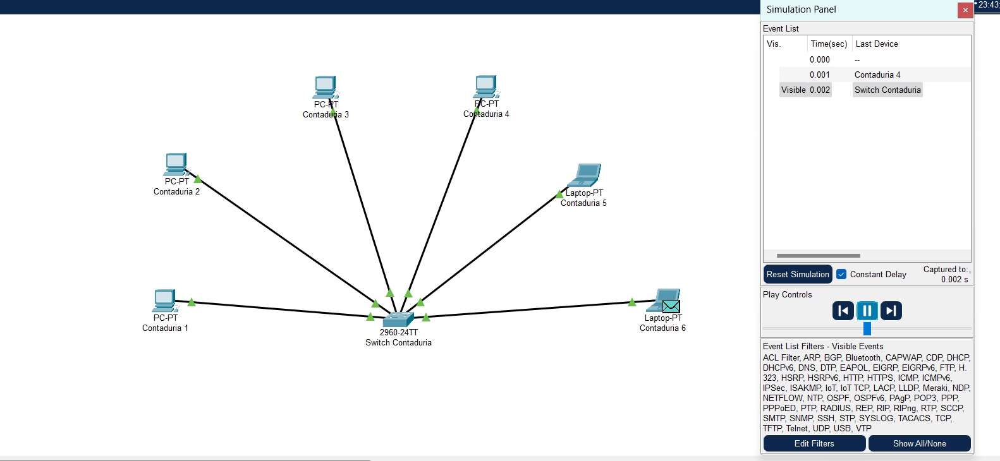 23:43:
Simulation Panel
Event List
Vis. Time(sec) Last Device
0.000 --
0.001 Contaduria 4
Visible 0.002 Switch Contaduria
Reset Simulation Constant Delay Captured to:
0.002 s
Play Controls
Event List Filters - Visible Events
ACL Filter, ARP, BGP, Bluetooth, CAPWAP, CDP, DHCP,
DHCPv6, DNS, DTP, EAPOL, EIGRP, EIGRPv6, FTP, H.
323, HSRP, HSRPv6, HTTP, HTTPS, ICMP, ICMPv6,
IPSec, ISAKMP, IoT, IoT TCP, LACP, LLDP, Meraki, NDP,
NETFLOW, NTP, OSPF, OSPFv6, PAgP, POP3, PPP,
PPPoED, PTP, RADIUS, REP, RIP, RIPng, RTP, SCCP,
SMTP, SNMP, SSH, STP, SYSLOG, TACACS, TCP,
TFTP, Telnet, UDP, USB, VTP
Edit Filters Show All/None
PC-PT
Contaduria 3
PC-PT
Contaduria 4
PC-PT
Contaduria 2
Laptop-PT
Contaduria 5
PC-PT
Contaduria 1
2960-24TT
Switch Contaduria
Laptop-PT
Contaduria 6